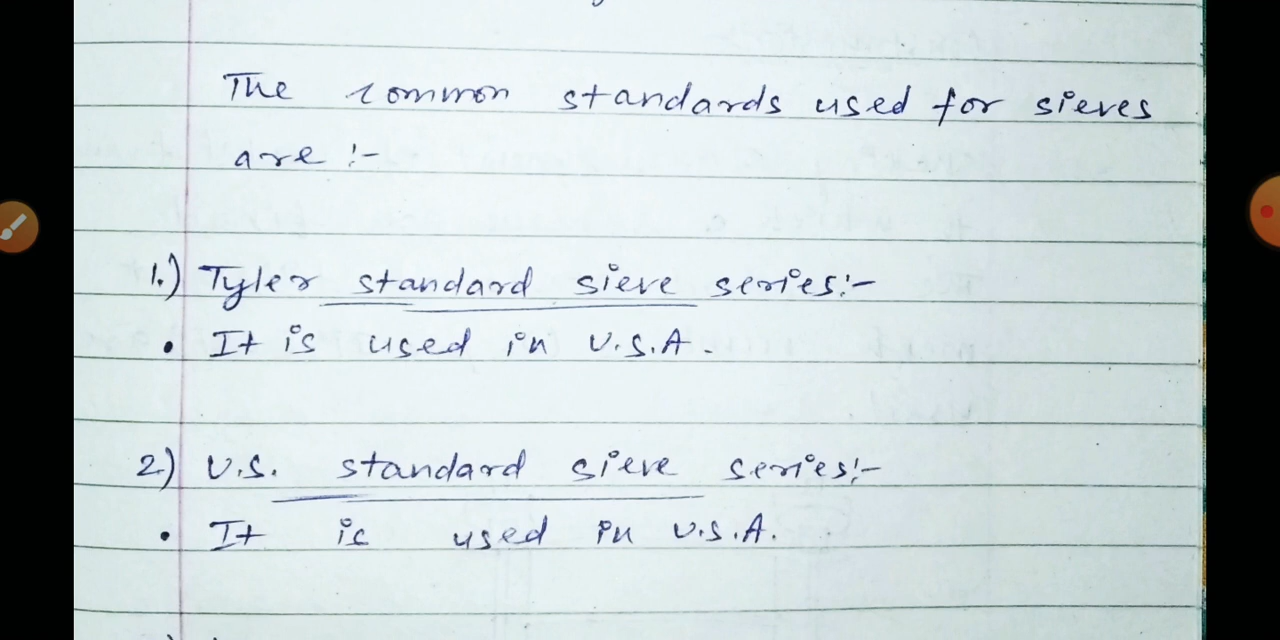 The common standards used for sieves
are :-
1.) Tyler standard sieve series:-
• It is used in U.S.A.
2) U.S. standard sieve series:-
• It is used in U.S.A.